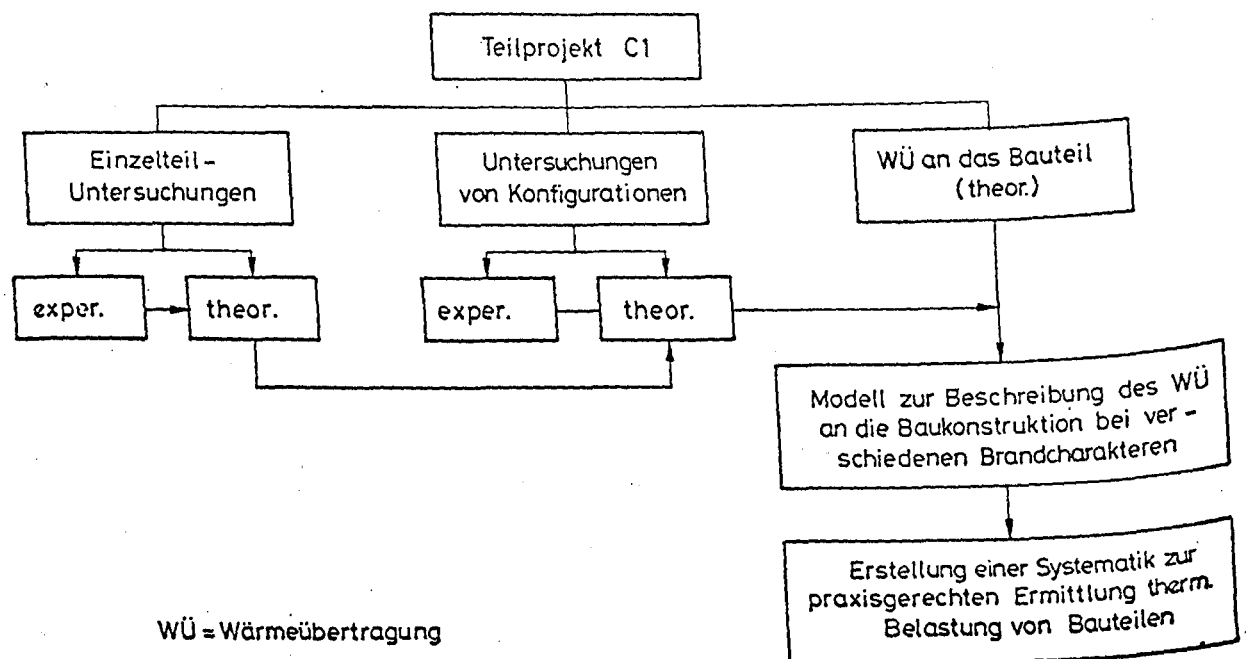 Teilprojekt C1
Einzelteil-
Untersuchungen
Untersuchungen
von Konfigurationen
WÜ an das Bauteil
(theor.)
exper.
theor.
exper.
theor.
Modell zur Beschreibung des WÜ
an die Baukonstruktion bei ver-
schiedenen Brandcharakteren
Erstellung einer Systematik zur
praxisgerechten Ermittlung therm.
Belastung von Bauteilen
WÜ = Wärmeübertragung